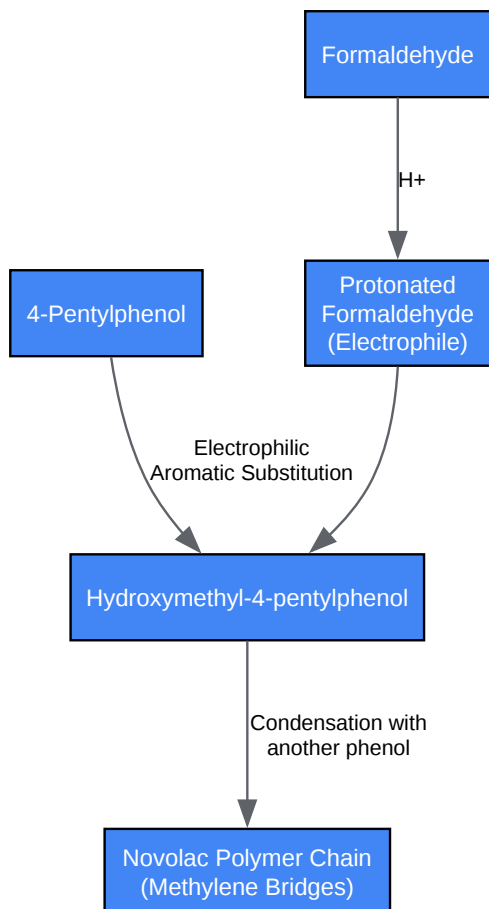 Formaldehyde
H+
4-Pentylphenol
Protonated
Formaldehyde
(Electrophile)
Electrophilic
Aromatic Substitution
Hydroxymethyl-4-pentylphenol
Condensation with
another phenol
Novolac Polymer Chain
(Methylene Bridges)